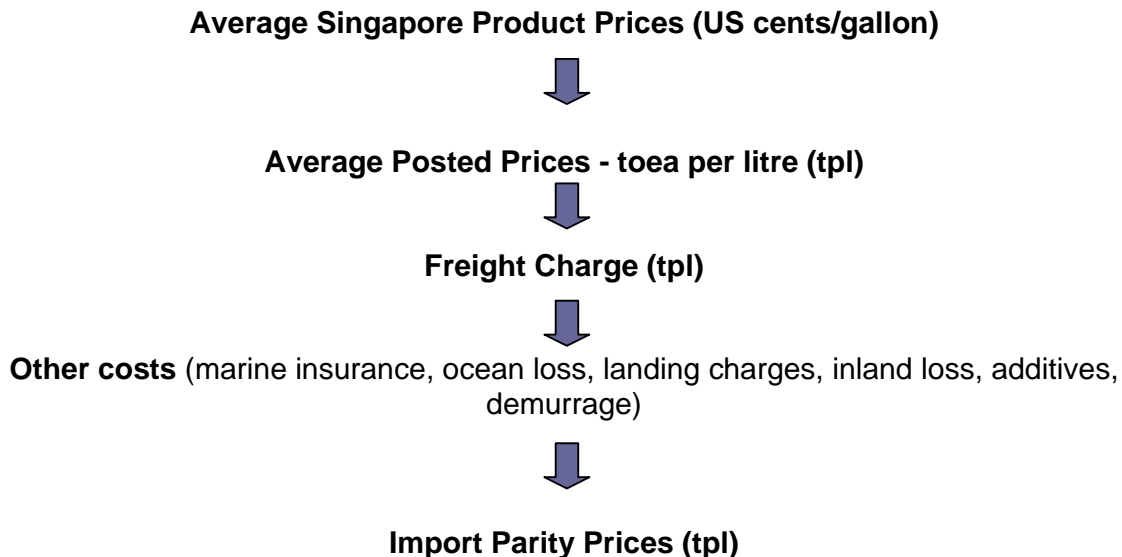 Average Singapore Product Prices (US cents/gallon)
Average Posted Prices - toea per litre (tpl)
Freight Charge (tpl)
Other costs (marine insurance, ocean loss, landing charges, inland loss, additives,
demurrage)
Import Parity Prices (tpl)